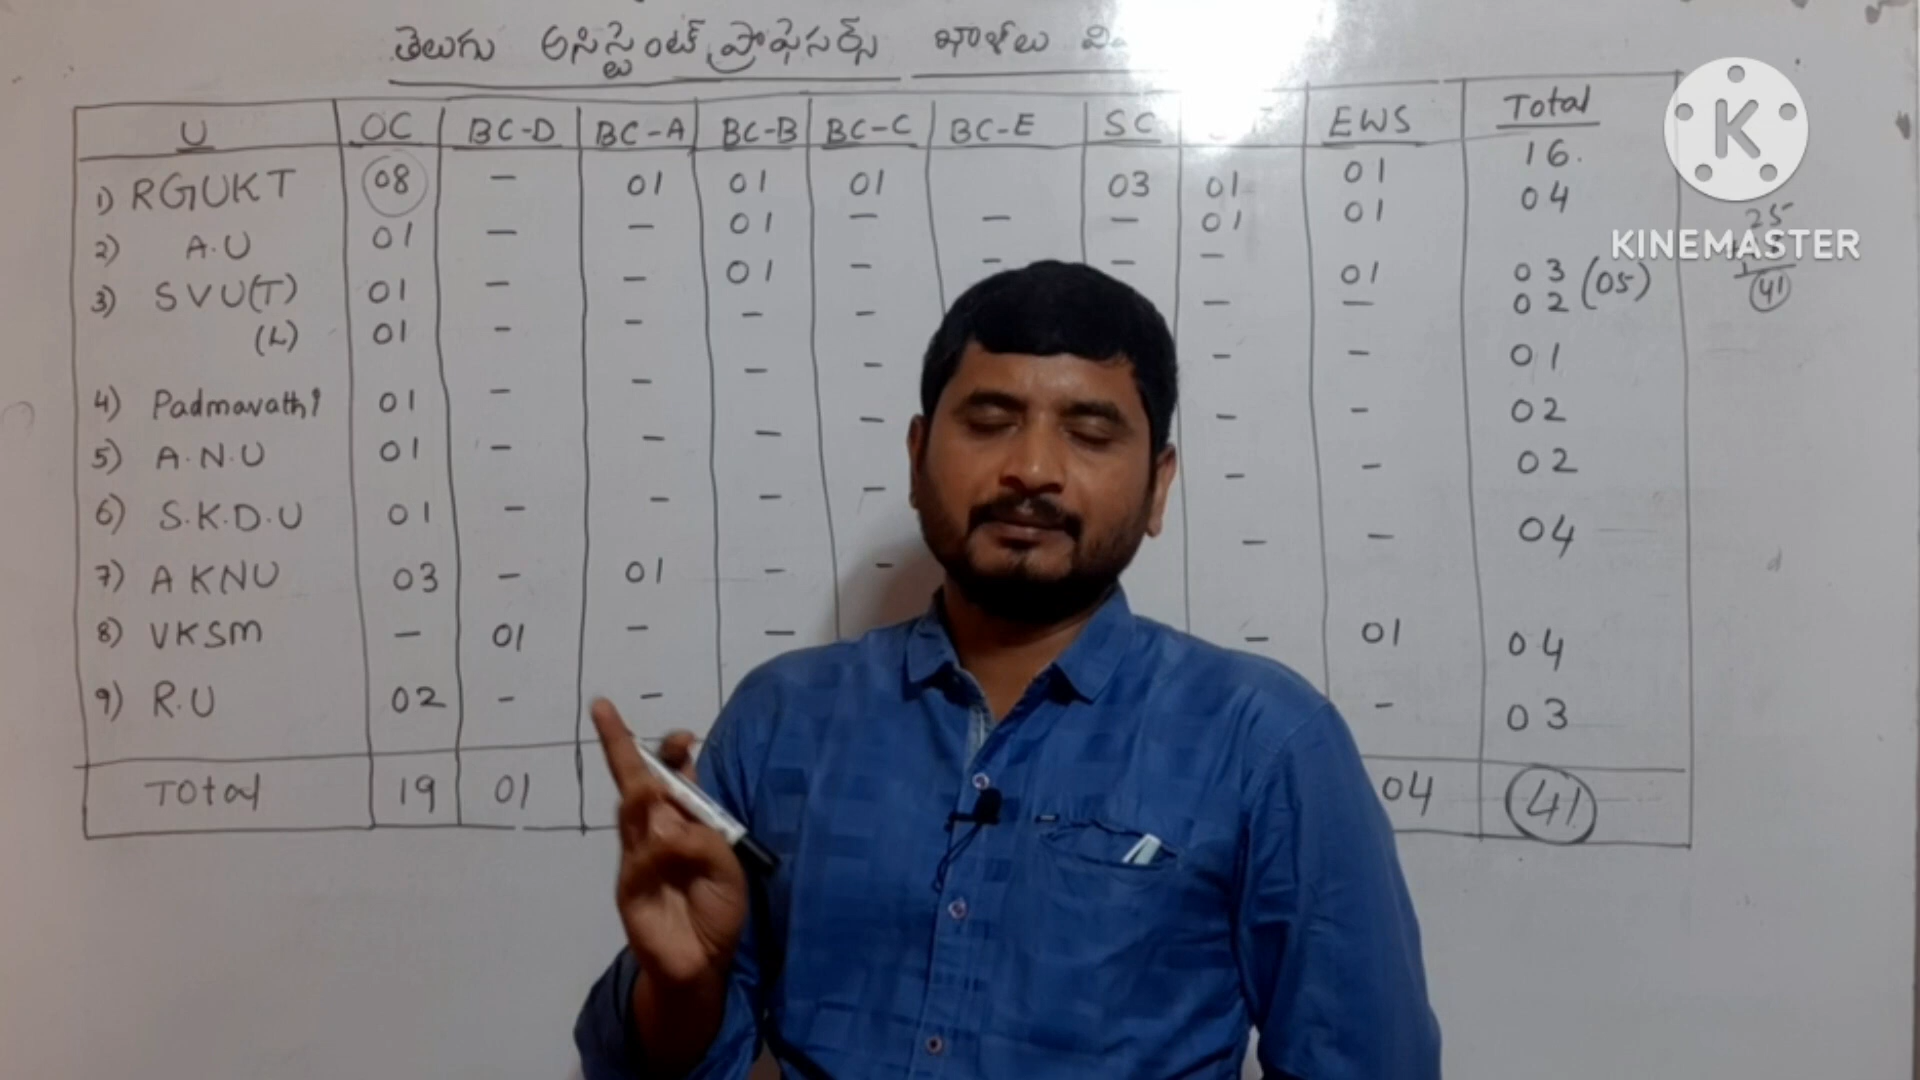 తెలుగు అసిస్టెంట్ ప్రొఫెసర్స్ ఖాళీలు
U OC BC-D BC-A BC-B BC-C BC-E SC EWS Total
1) RGUKT 08 - 01 01 01 03 01 01 16.
2) A.U 01 - - 01 - - - 01 01 04
3) SVU(T) 01 - - 01 - - - - 01 03 (05)
(L) 01 - - - - - - 02
4) Padmavathi 01 - - - - - - 01
5) A.N.U 01 - - - - - - 02
6) S.K.D.U 01 - - - - - - 02
7) AKNU 03 - 01 - - - - 04
8) VKSM - 01 - - - 01 04
9) R.U 02 - - - 03
Total 19 01 04 41
25
41
K
KINEMASTER